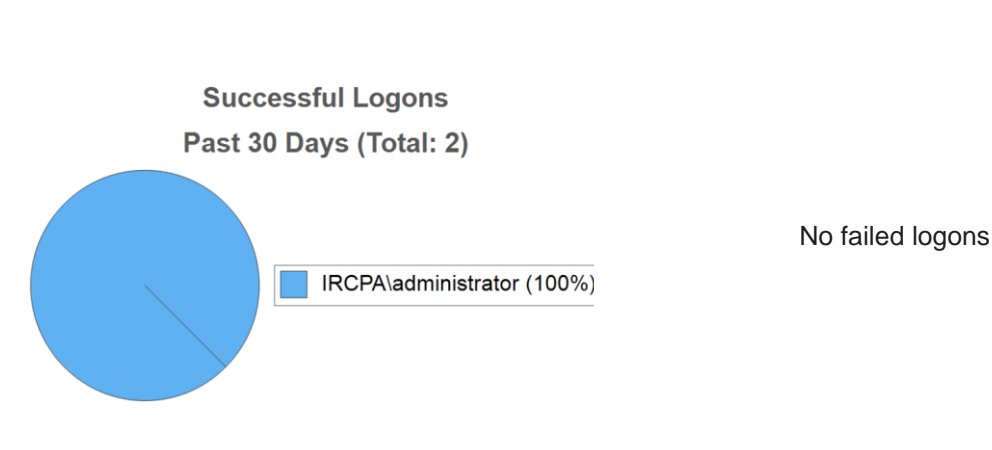 Successful Logons
Past 30 Days (Total: 2)
IRCPA\administrator (100%)
No failed logons